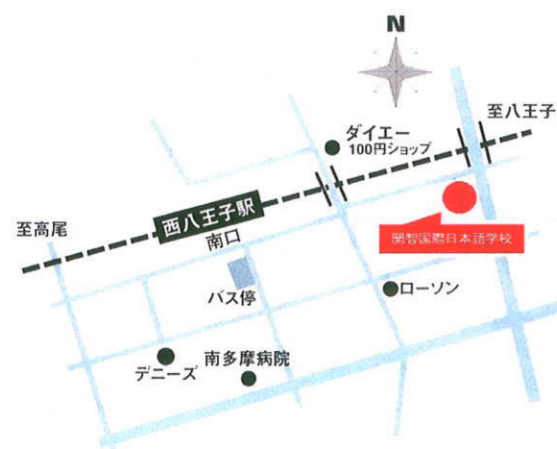 N
至八王子
ダイエー
100円ショップ
西八王子駅
至高尾
南口
開智国際日本語学校
バス停
ローソン
南多摩病院
デニーズ